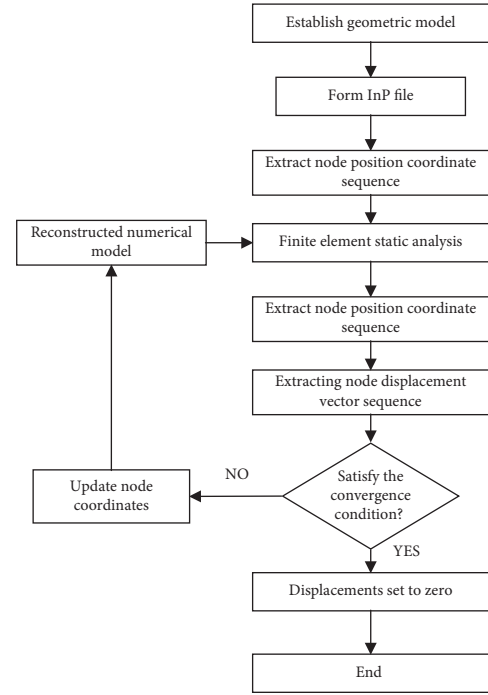 Establish geometric model
Form InP file
Extract node position coordinate
sequence
Reconstructed numerical
model
Finite element static analysis
Extract node position coordinate
sequence
Extracting node displacement
vector sequence
Satisfy the
convergence
condition?
NO
Update node
coordinates
YES
Displacements set to zero
End